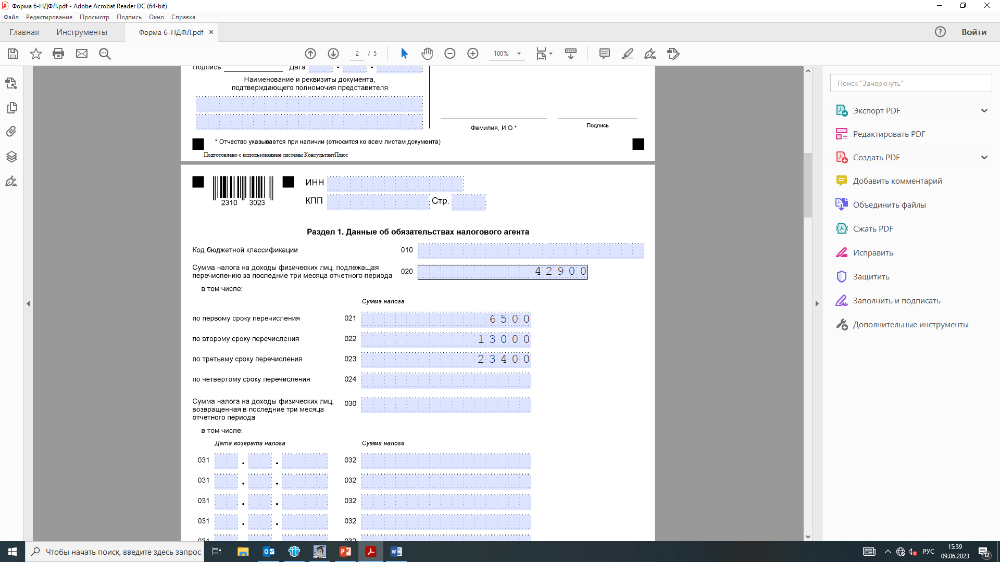 Форма 6-НДФЛ.pdf - Adobe Acrobat Reader DC (64-bit)
Файл Редактирование Просмотр Подпись Окно Справка
Главная Инструменты Форма 6-НДФЛ.pdf × ? Войти
2 / 5 100%
Подпись Дата
Наименование и реквизиты документа,
подтверждающего полномочия представителя
Фамилия, И.О.* Подпись
* Отчество указывается при наличии (относится ко всем листам документа)
Подготовлено с использованием системы КонсультантПлюс
2310 3023
ИНН
КПП Стр.
Раздел 1. Данные об обязательствах налогового агента
Код бюджетной классификации 010
Сумма налога на доходы физических лиц, подлежащая
перечислению за последние три месяца отчетного периода 020 42900
в том числе:
Сумма налога
по первому сроку перечисления 021 6500
по второму сроку перечисления 022 13000
по третьему сроку перечисления 023 23400
по четвертому сроку перечисления 024
Сумма налога на доходы физических лиц, 030
возвращенная в последние три месяца
отчетного периода
в том числе:
Дата возврата налога Сумма налога
031 . . 032
031 . . 032
031 . . 032
031 . . 032
031 032
Поиск "Зачеркнуть"
Экспорт PDF
Редактировать PDF
Создать PDF
Добавить комментарий
Объединить файлы
Сжать PDF
Исправить
Защитить
Заполнить и подписать
Дополнительные инструменты
Чтобы начать поиск, введите здесь запрос
РУС
15:39
09.06.2023
12